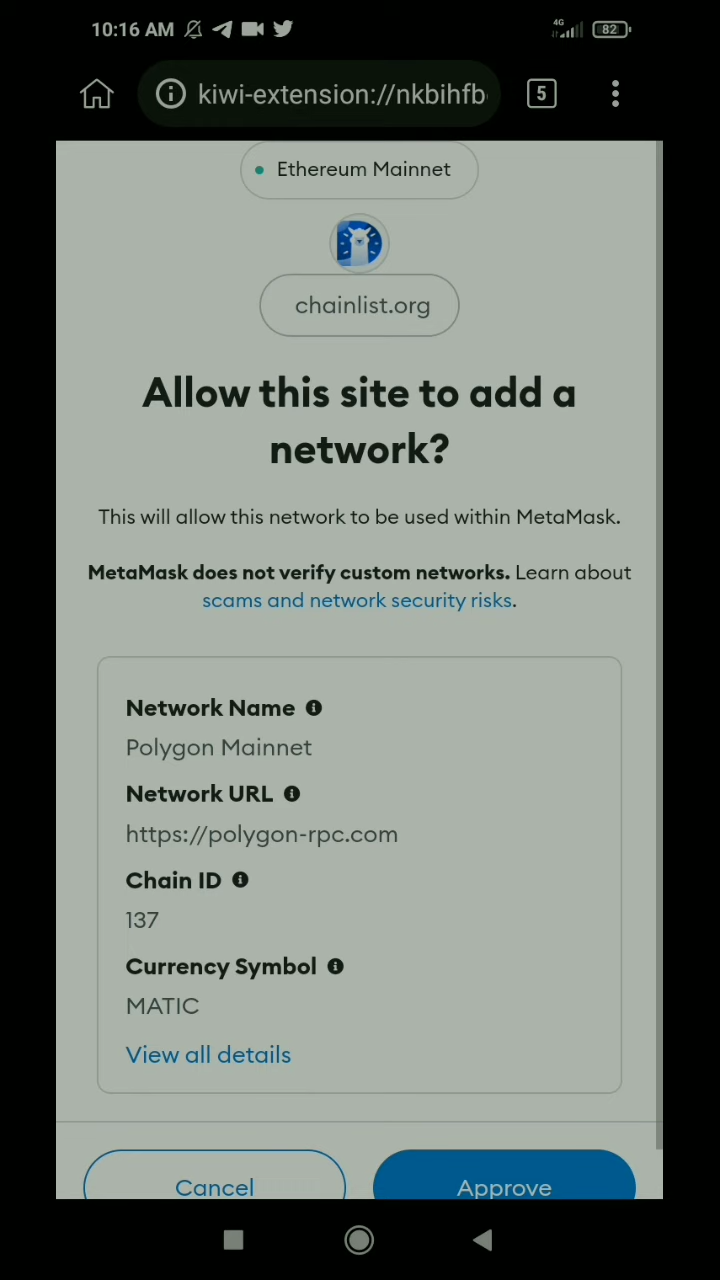 10:16 AM
4G
82
kiwi-extension://nkbihfb
5
Ethereum Mainnet
chainlist.org
Allow this site to add a
network?
This will allow this network to be used within MetaMask.
MetaMask does not verify custom networks. Learn about
scams and network security risks.
Network Name
Polygon Mainnet
Network URL
https://polygon-rpc.com
Chain ID
137
Currency Symbol
MATIC
View all details
Cancel
Approve